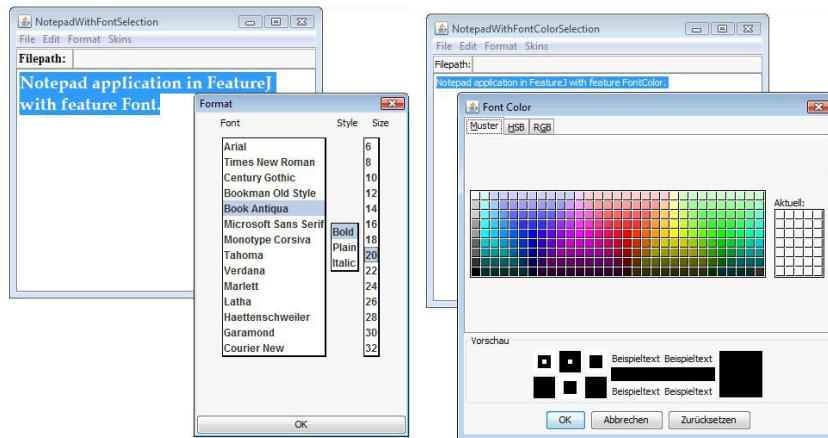 NotepadWithFontSelection
File Edit Format Skins
Filepath:
Notepad application in FeatureJ
with feature Font.
Format
Font Style Size
Arial
Times New Roman
Century Gothic
Bookman Old Style
Book Antiqua
Microsoft Sans Serif
Monotype Corsiva
Tahoma
Verdana
Marlett
Latha
Haettenschweiler
Garamond
Courier New
Bold
Plain
Italic
6
8
10
12
14
16
18
20
22
24
26
28
30
32
OK
NotepadWithFontColorSelection
File Edit Format Skins
Filepath:
Notepad application in FeatureJ with feature FontColor.
Font Color
Muster HSB RGB
Aktuell:
Vorschau
Beispieltext Beispieltext
Beispieltext Beispieltext
OK Abbrechen Zurücksetzen